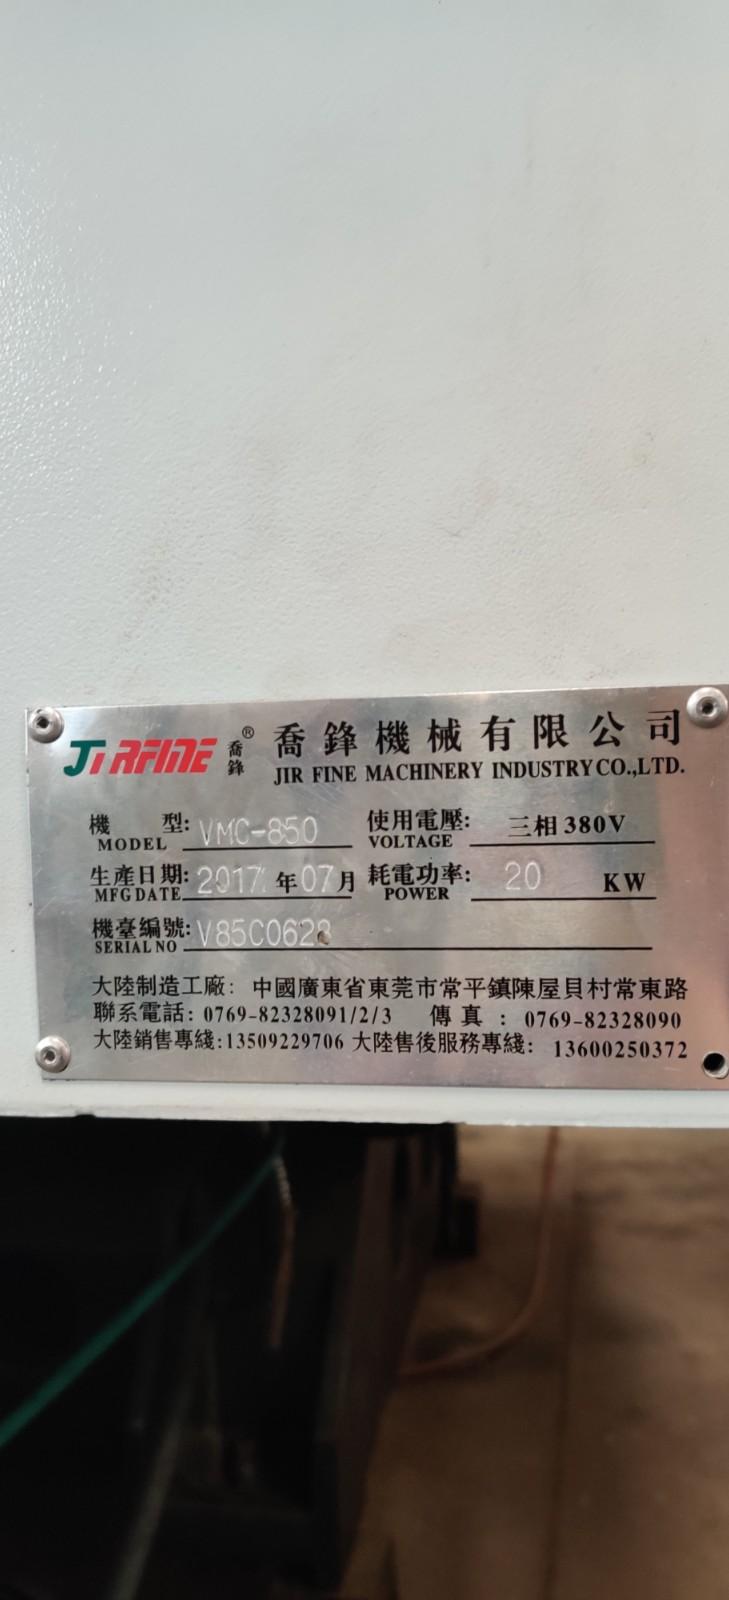 JIRFINE 喬鋒® 喬鋒機械有限公司
JIR FINE MACHINERY INDUSTRY CO.,LTD.
機 型: VMC-850 使用電壓: 三相380V
MODEL VOLTAGE
生產日期: 2017 年 07 月 耗電功率: 20 KW
MFG DATE POWER
機臺編號: V85C0628
SERIAL NO
大陸制造工廠: 中國廣東省東莞市常平鎮陳屋貝村常東路
聯系電話: 0769-82328091/2/3 傳真: 0769-82328090
大陸銷售專綫:13509229706 大陸售後服務專綫: 13600250372